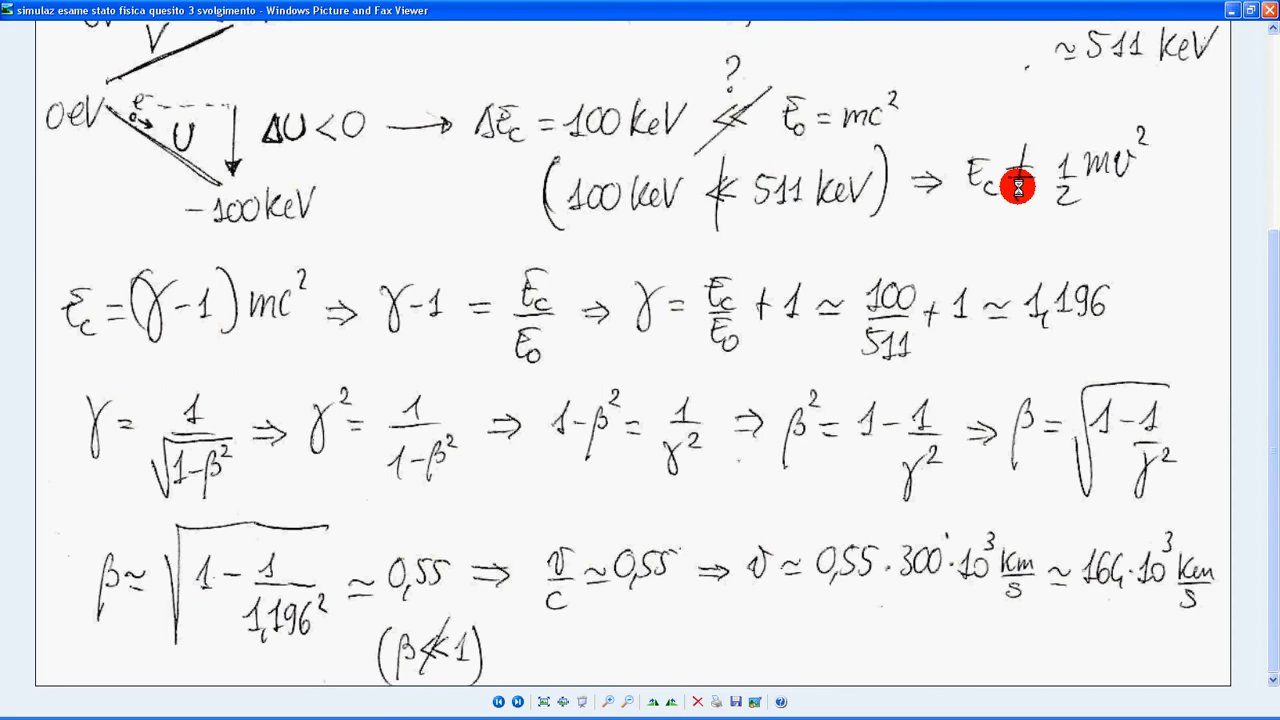 simulaz esame stato fisica quesito 3 svolgimento - Windows Picture and Fax Viewer
V
≃ 511 KeV
?
0eV e⁻ U ΔU < 0 → ΔE_c = 100 KeV ≪̸ E_0 = mc²
-100 KeV (100 KeV ≮ 511 KeV) ⇒ E_c ≠ 1/2 mv²
E_c = (γ-1) mc² ⇒ γ-1 = E_c/E_0 ⇒ γ = E_c/E_0 + 1 ≃ 100/511 + 1 ≃ 1,196
γ = 1/√(1-β²) ⇒ γ² = 1/(1-β²) ⇒ 1-β² = 1/γ² ⇒ β² = 1 - 1/γ² ⇒ β = √(1 - 1/γ²)
β ≃ √(1 - 1/1,196²) ≃ 0,55 ⇒ v/c ≃ 0,55 ⇒ v ≃ 0,55 · 300 · 10³ Km/s ≃ 164 · 10³ Km/s
(β ≪̸ 1)